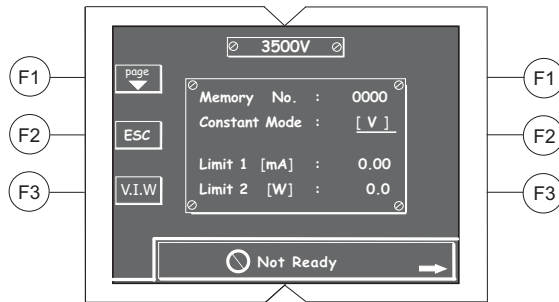 3500V
F1 page F1
Memory No. : 0000
Constant Mode : [ V ]
F2 ESC F2
Limit 1 [mA] : 0.00
F3 V.I.W Limit 2 [W] : 0.0 F3
Not Ready